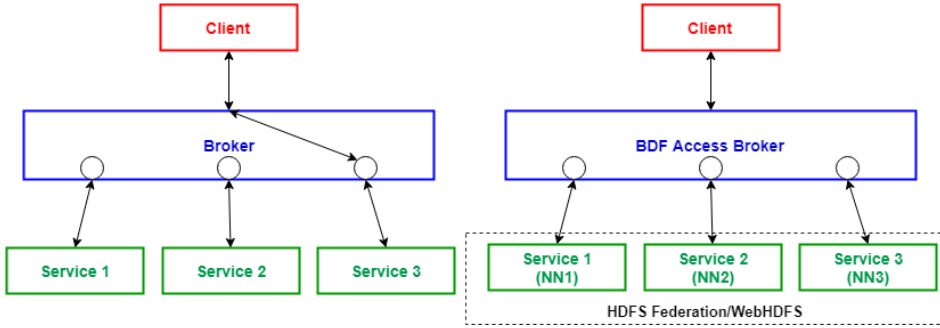 Client
Broker
Service 1
Service 2
Service 3
Client
BDF Access Broker
Service 1
(NN1)
Service 2
(NN2)
Service 3
(NN3)
HDFS Federation/WebHDFS